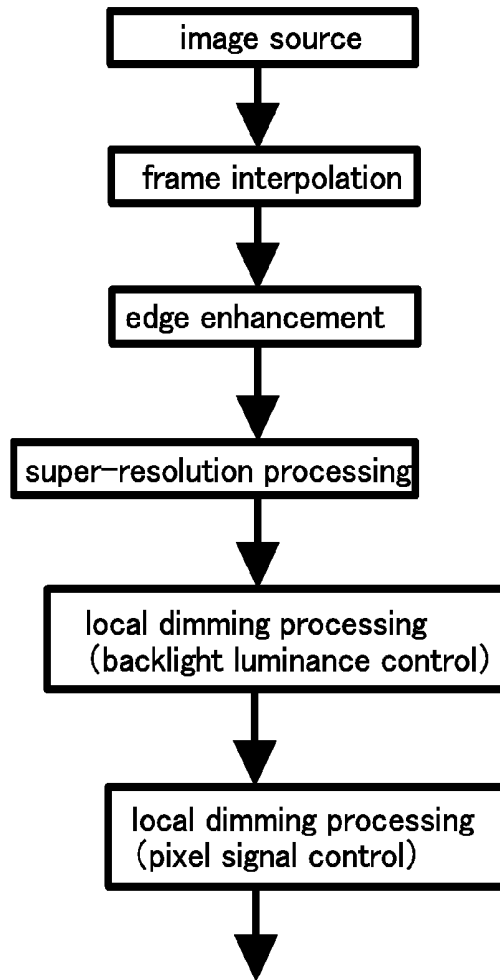 image source
frame interpolation
edge enhancement
super-resolution processing
local dimming processing
(backlight luminance control)
local dimming processing
(pixel signal control)